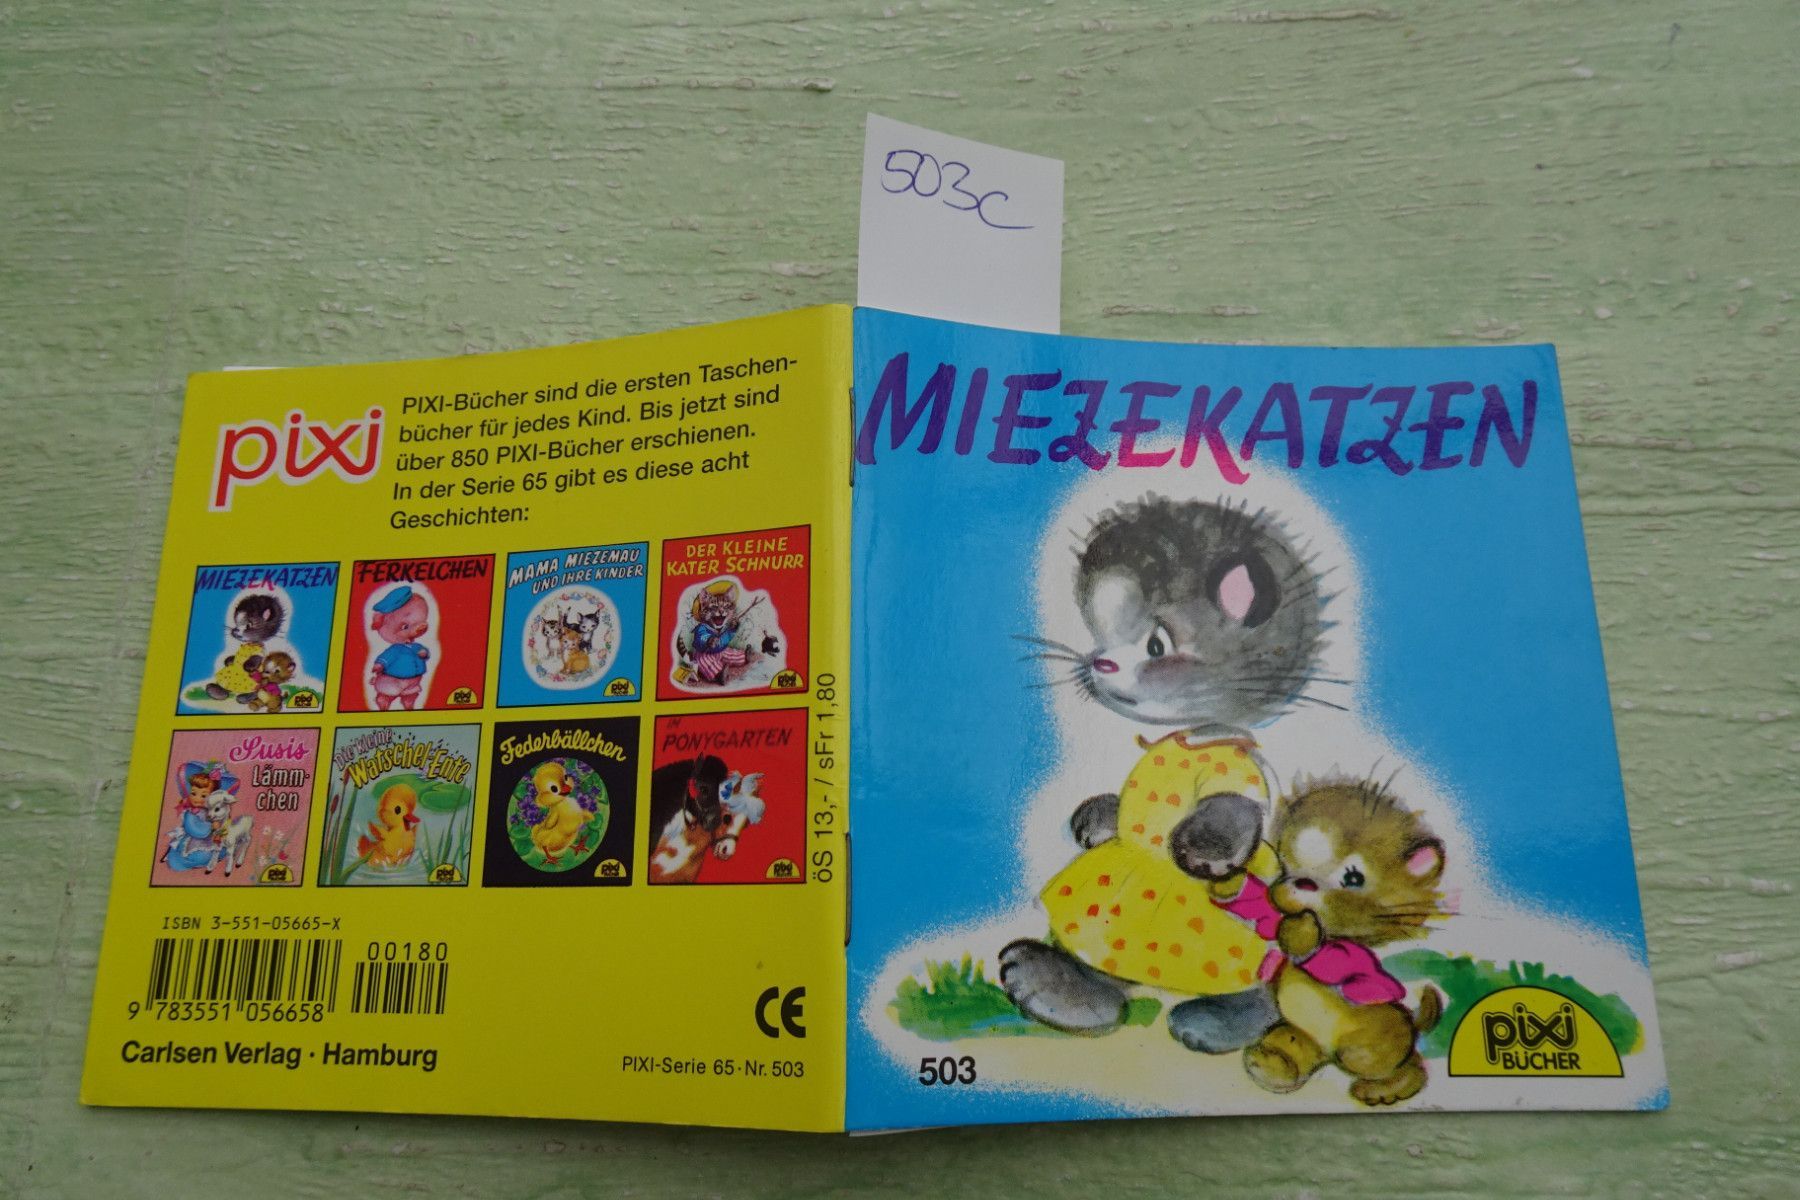 503c
pixi
PIXI-Bücher sind die ersten Taschen-
bücher für jedes Kind. Bis jetzt sind
über 850 PIXI-Bücher erschienen.
In der Serie 65 gibt es diese acht
Geschichten:
MIEZEKATZEN
FERKELCHEN
MAMA MIEZEMAU
UND IHRE KINDER
DER KLEINE
KATER SCHNURR
Susis
Lämm-
chen
Die kleine
Watschel-Ente
Federbällchen
IM
PONYGARTEN
öS 13,- / sFr 1,80
ISBN 3-551-05665-X
00180
9 783551 056658
CE
Carlsen Verlag · Hamburg
PIXI-Serie 65 · Nr. 503
MIEZEKATZEN
503
pixi
BÜCHER